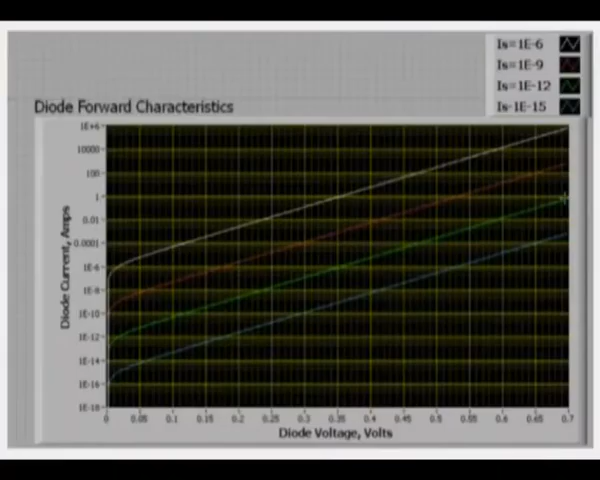 Is=1E-6
Is=1E-9
Is=1E-12
Is-1E-15
Diode Forward Characteristics
1E+6
10000
100
1
0.01
0.0001
1E-6
1E-8
1E-10
1E-12
1E-14
1E-16
1E-18
Diode Current, Amps
0 0.05 0.1 0.15 0.2 0.25 0.3 0.35 0.4 0.45 0.5 0.55 0.6 0.65 0.7
Diode Voltage, Volts